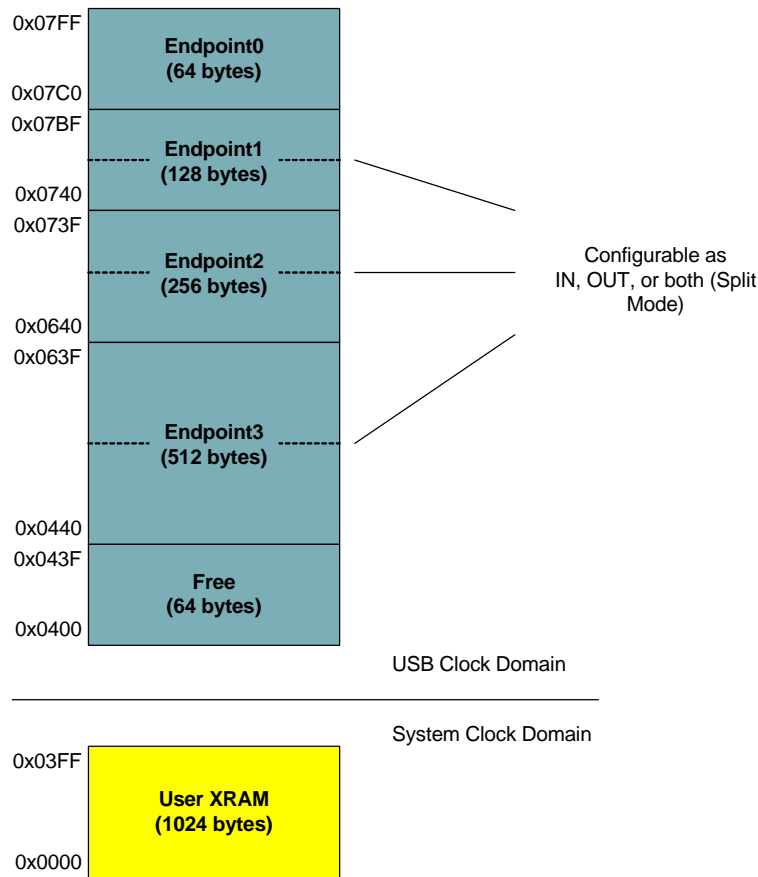 0x07FF
Endpoint0
(64 bytes)
0x07C0
0x07BF
Endpoint1
(128 bytes)
0x0740
0x073F
Endpoint2
(256 bytes)
0x0640
0x063F
Endpoint3
(512 bytes)
0x0440
0x043F
Free
(64 bytes)
0x0400
Configurable as
IN, OUT, or both (Split
Mode)
USB Clock Domain
System Clock Domain
0x03FF
User XRAM
(1024 bytes)
0x0000